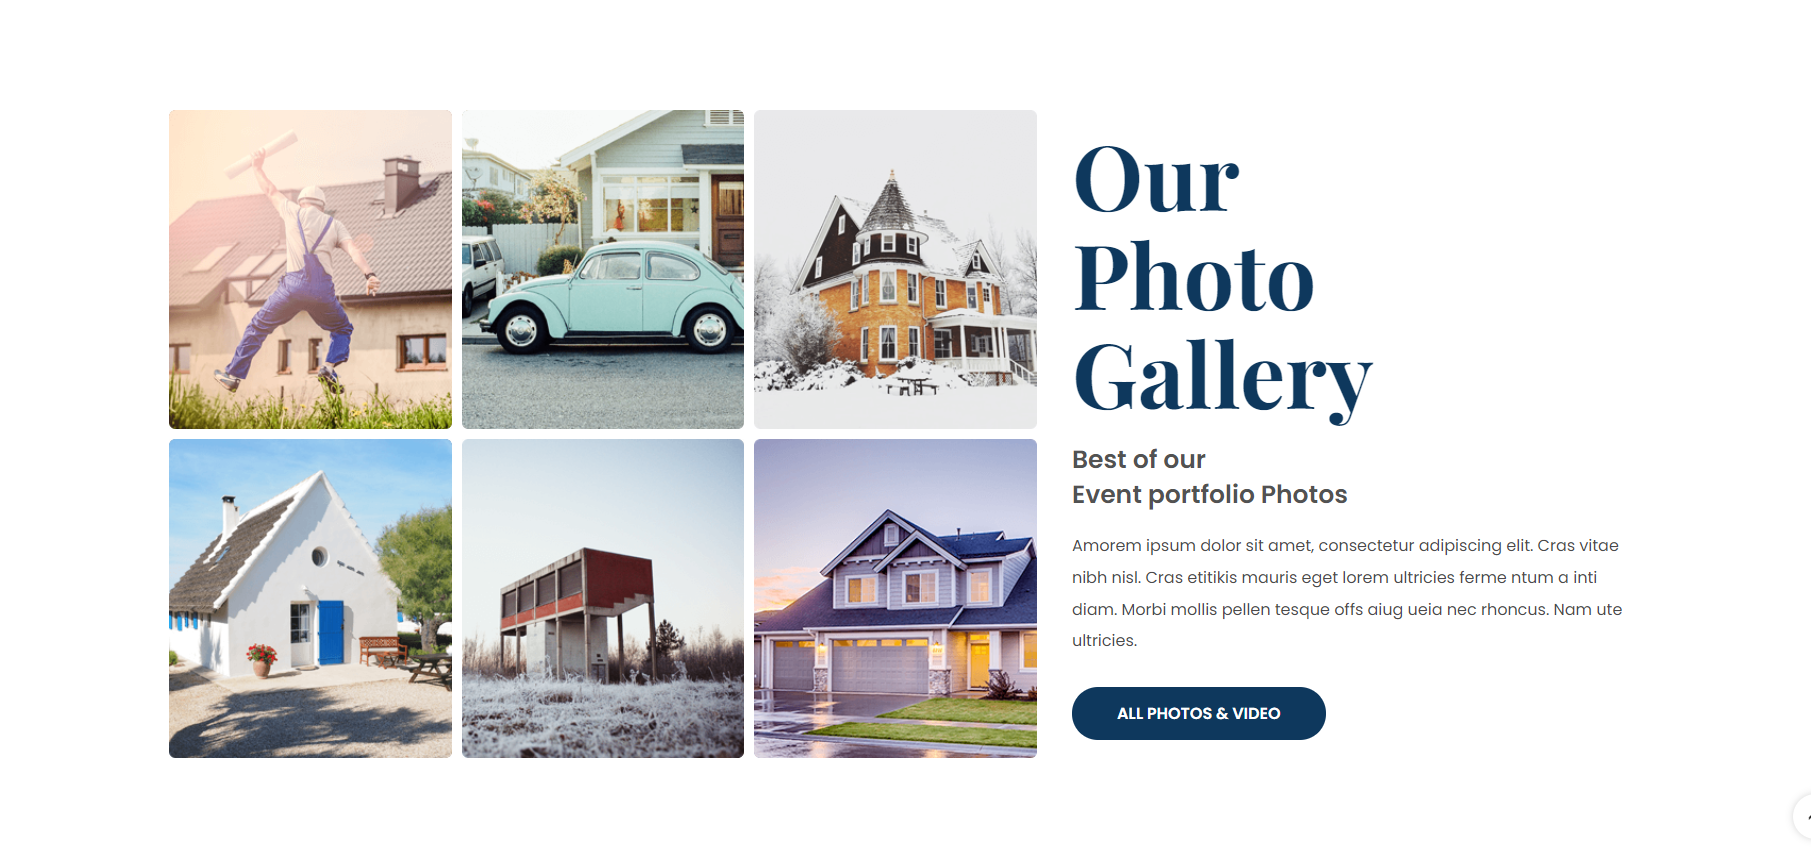 Our
Photo
Gallery
Best of our
Event portfolio Photos
Amorem ipsum dolor sit amet, consectetur adipiscing elit. Cras vitae
nibh nisl. Cras etitikis mauris eget lorem ultricies ferme ntum a inti
diam. Morbi mollis pellen tesque offs aiug ueia nec rhoncus. Nam ute
ultricies.
ALL PHOTOS & VIDEO